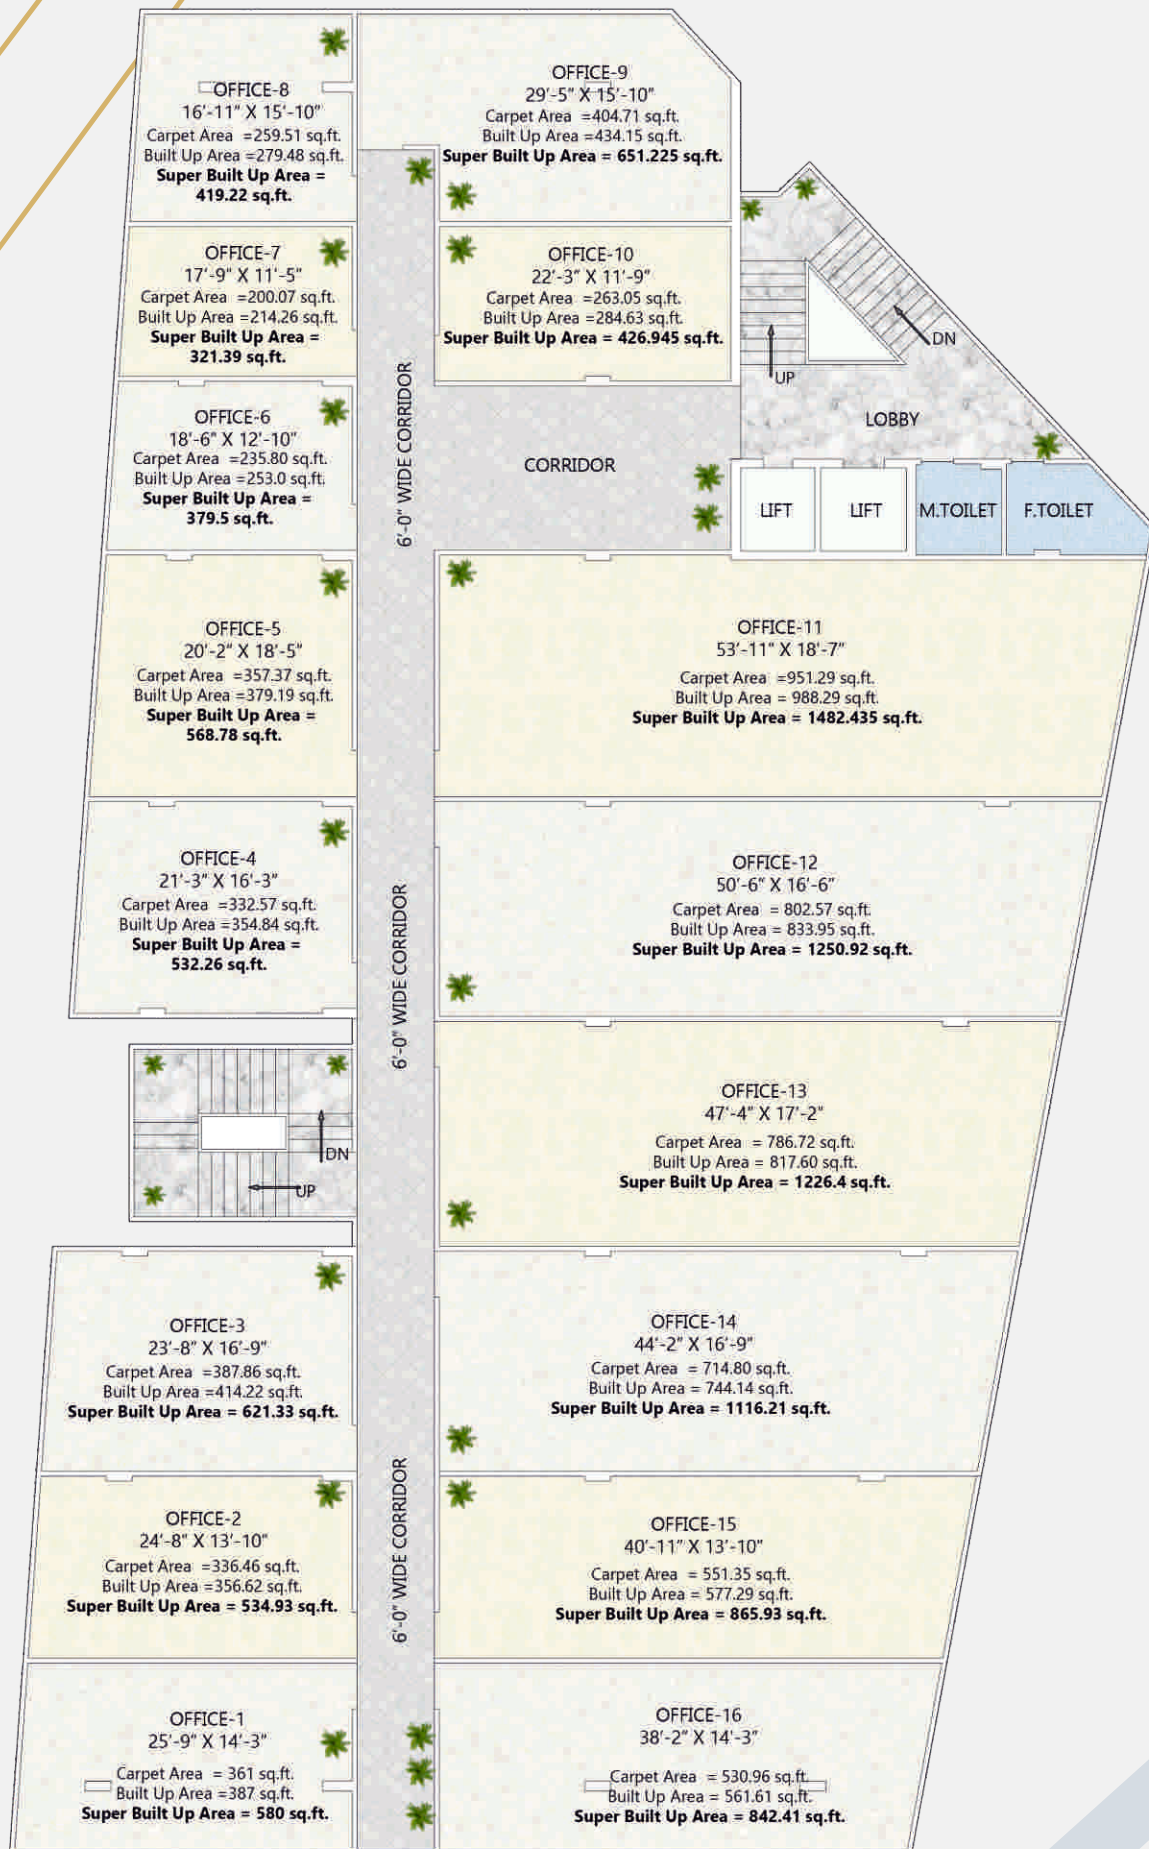 OFFICE-8
16'-11" X 15'-10"
Carpet Area =259.51 sq.ft.
Built Up Area =279.48 sq.ft.
Super Built Up Area =
419.22 sq.ft.
OFFICE-9
29'-5" X 15'-10"
Carpet Area =404.71 sq.ft.
Built Up Area =434.15 sq.ft.
Super Built Up Area = 651.225 sq.ft.
OFFICE-7
17'-9" X 11'-5"
Carpet Area =200.07 sq.ft.
Built Up Area =214.26 sq.ft.
Super Built Up Area =
321.39 sq.ft.
OFFICE-10
22'-3" X 11'-9"
Carpet Area =263.05 sq.ft.
Built Up Area =284.63 sq.ft.
Super Built Up Area = 426.945 sq.ft.
DN
UP
LOBBY
OFFICE-6
18'-6" X 12'-10"
Carpet Area =235.80 sq.ft.
Built Up Area =253.0 sq.ft.
Super Built Up Area =
379.5 sq.ft.
6'-0" WIDE CORRIDOR
CORRIDOR
LIFT
LIFT
M.TOILET
F.TOILET
OFFICE-5
20'-2" X 18'-5"
Carpet Area =357.37 sq.ft.
Built Up Area =379.19 sq.ft.
Super Built Up Area =
568.78 sq.ft.
OFFICE-11
53'-11" X 18'-7"
Carpet Area =951.29 sq.ft.
Built Up Area = 988.29 sq.ft.
Super Built Up Area = 1482.435 sq.ft.
OFFICE-4
21'-3" X 16'-3"
Carpet Area =332.57 sq.ft.
Built Up Area =354.84 sq.ft.
Super Built Up Area =
532.26 sq.ft.
6'-0" WIDE CORRIDOR
OFFICE-12
50'-6" X 16'-6"
Carpet Area = 802.57 sq.ft.
Built Up Area = 833.95 sq.ft.
Super Built Up Area = 1250.92 sq.ft.
DN
UP
OFFICE-13
47'-4" X 17'-2"
Carpet Area = 786.72 sq.ft.
Built Up Area = 817.60 sq.ft.
Super Built Up Area = 1226.4 sq.ft.
OFFICE-3
23'-8" X 16'-9"
Carpet Area =387.86 sq.ft.
Built Up Area =414.22 sq.ft.
Super Built Up Area = 621.33 sq.ft.
OFFICE-14
44'-2" X 16'-9"
Carpet Area = 714.80 sq.ft.
Built Up Area = 744.14 sq.ft.
Super Built Up Area = 1116.21 sq.ft.
OFFICE-2
24'-8" X 13'-10"
Carpet Area =336.46 sq.ft.
Built Up Area =356.62 sq.ft.
Super Built Up Area = 534.93 sq.ft.
6'-0" WIDE CORRIDOR
OFFICE-15
40'-11" X 13'-10"
Carpet Area = 551.35 sq.ft.
Built Up Area = 577.29 sq.ft.
Super Built Up Area = 865.93 sq.ft.
OFFICE-1
25'-9" X 14'-3"
Carpet Area = 361 sq.ft.
Built Up Area =387 sq.ft.
Super Built Up Area = 580 sq.ft.
OFFICE-16
38'-2" X 14'-3"
Carpet Area = 530.96 sq.ft.
Built Up Area = 561.61 sq.ft.
Super Built Up Area = 842.41 sq.ft.